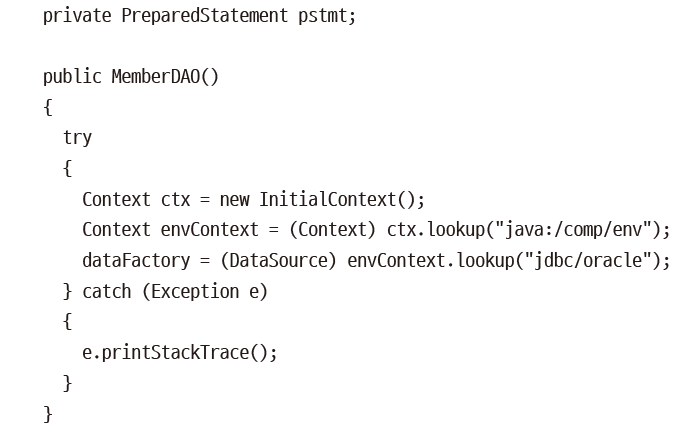 private PreparedStatement pstmt;
public MemberDAO()
{
try
{
Context ctx = new InitialContext();
Context envContext = (Context) ctx.lookup("java:/comp/env");
dataFactory = (DataSource) envContext.lookup("jdbc/oracle");
} catch (Exception e)
{
e.printStackTrace();
}
}